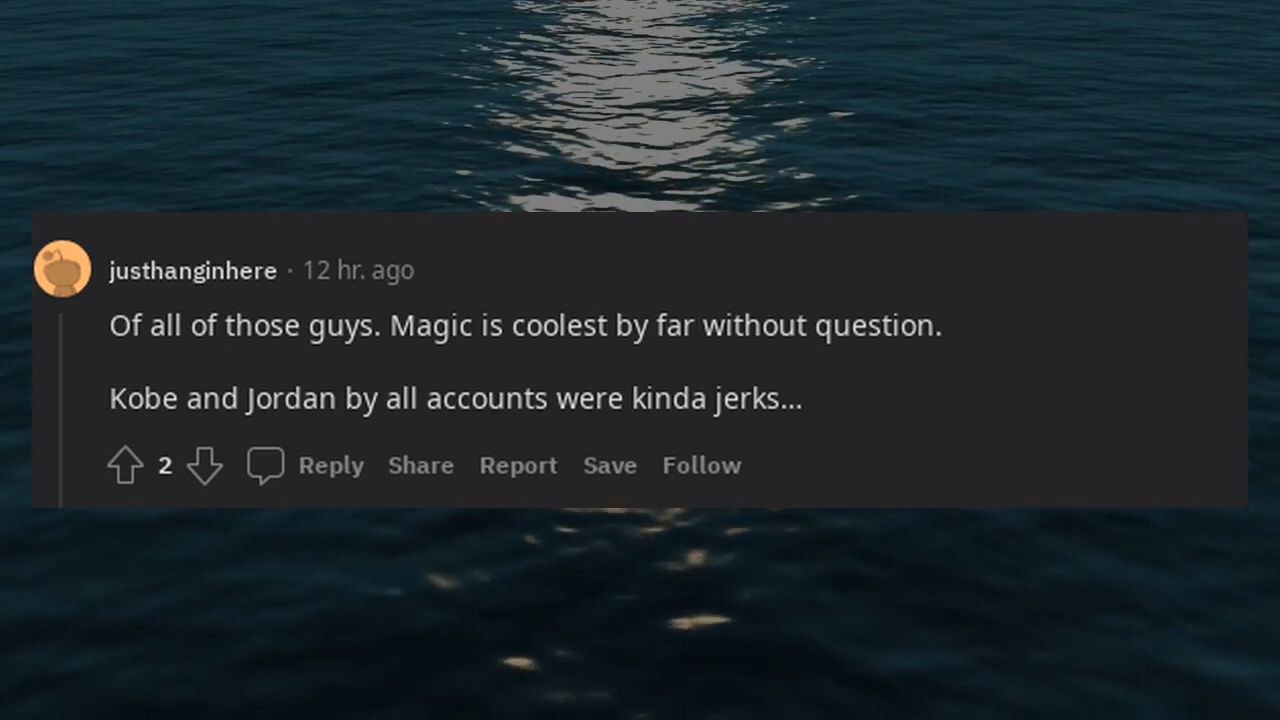 justhanginhere · 12 hr. ago
Of all of those guys. Magic is coolest by far without question.
Kobe and Jordan by all accounts were kinda jerks...
2 Reply Share Report Save Follow